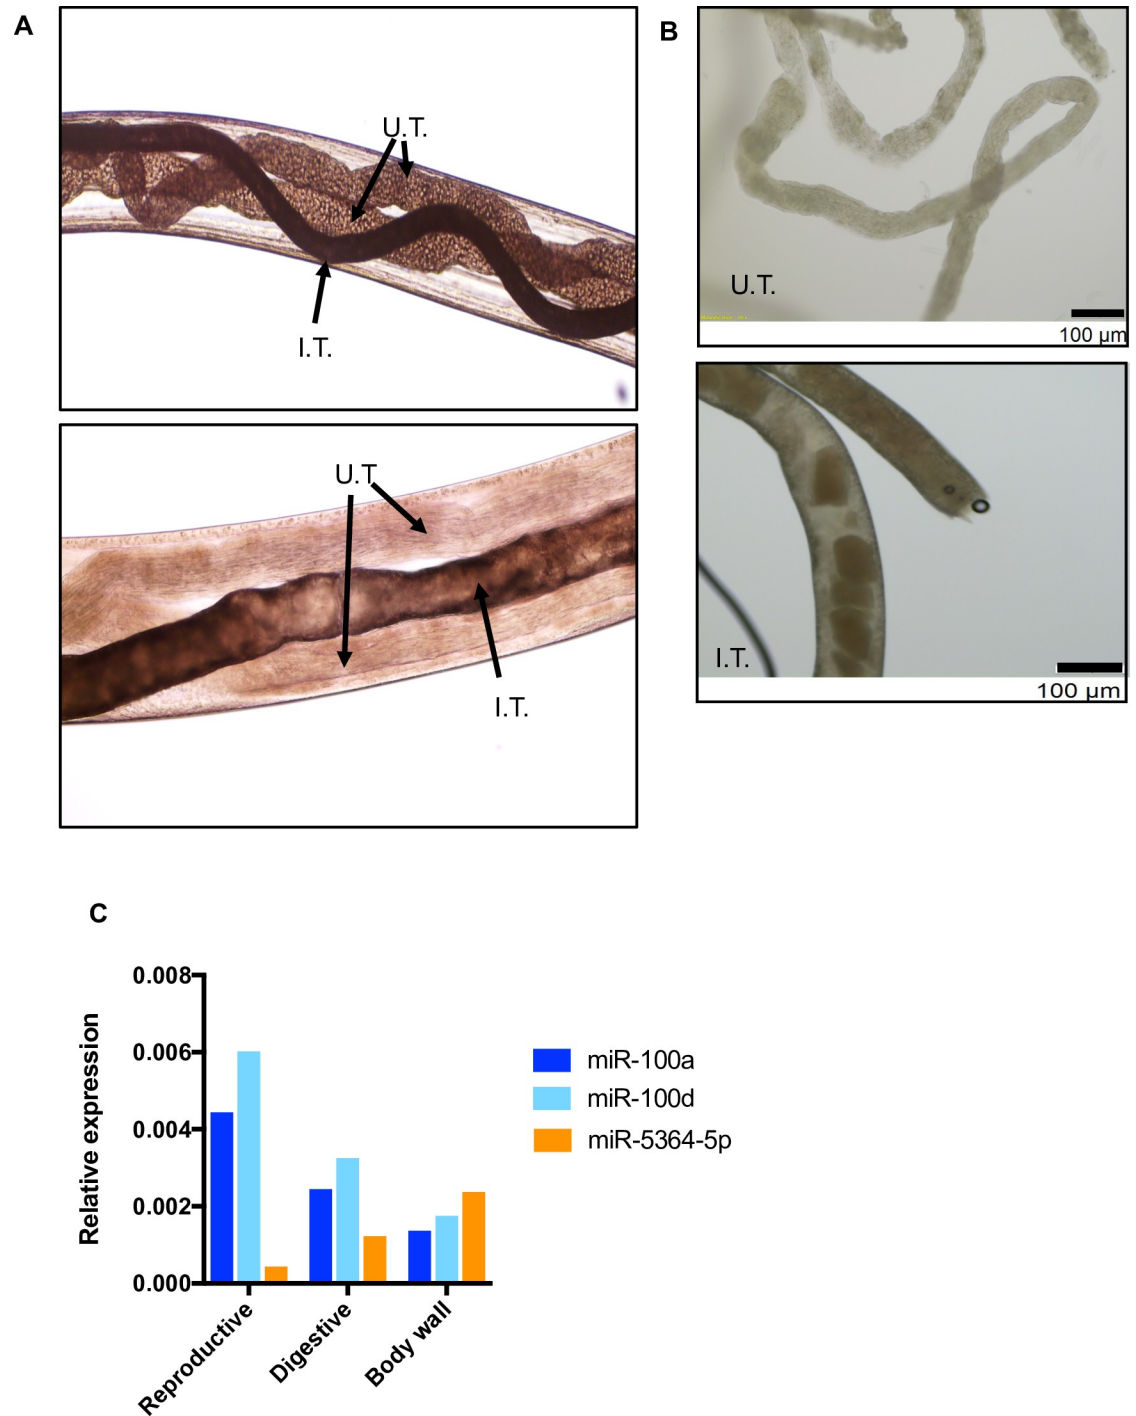 A
U.T.
I.T.
U.T
I.T.
B
U.T.
100 µm
I.T.
100 µm
C
0.008
0.006
0.004
0.002
0.000
Relative expression
Reproductive
Digestive
Body wall
miR-100a
miR-100d
miR-5364-5p